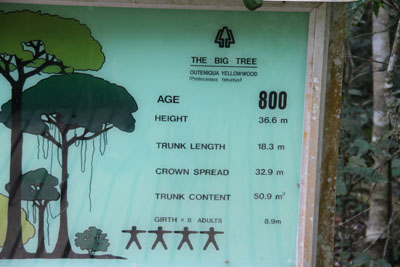 THE BIG TREE
OUTENIQUA YELLOWWOOD
(Podocarpus falcatus)
AGE 800
HEIGHT 36.6 m
TRUNK LENGTH 18.3 m
CROWN SPREAD 32.9 m
TRUNK CONTENT 50.9 m³
GIRTH = 8 ADULTS 8.9m